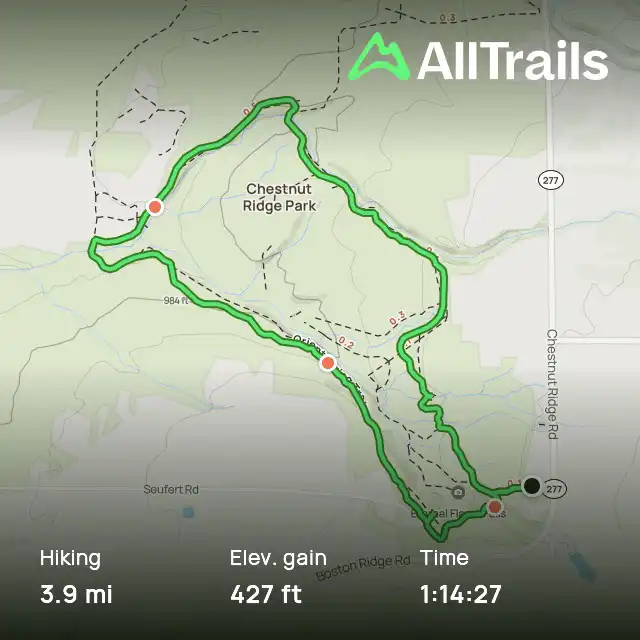 0.3
AllTrails
Chestnut
Ridge Park
277
984 ft
0.3
0.2
Chestnut Ridge Rd
Seufert Rd
277
Boston Ridge Rd
Hiking
Elev. gain
Time
3.9 mi
427 ft
1:14:27